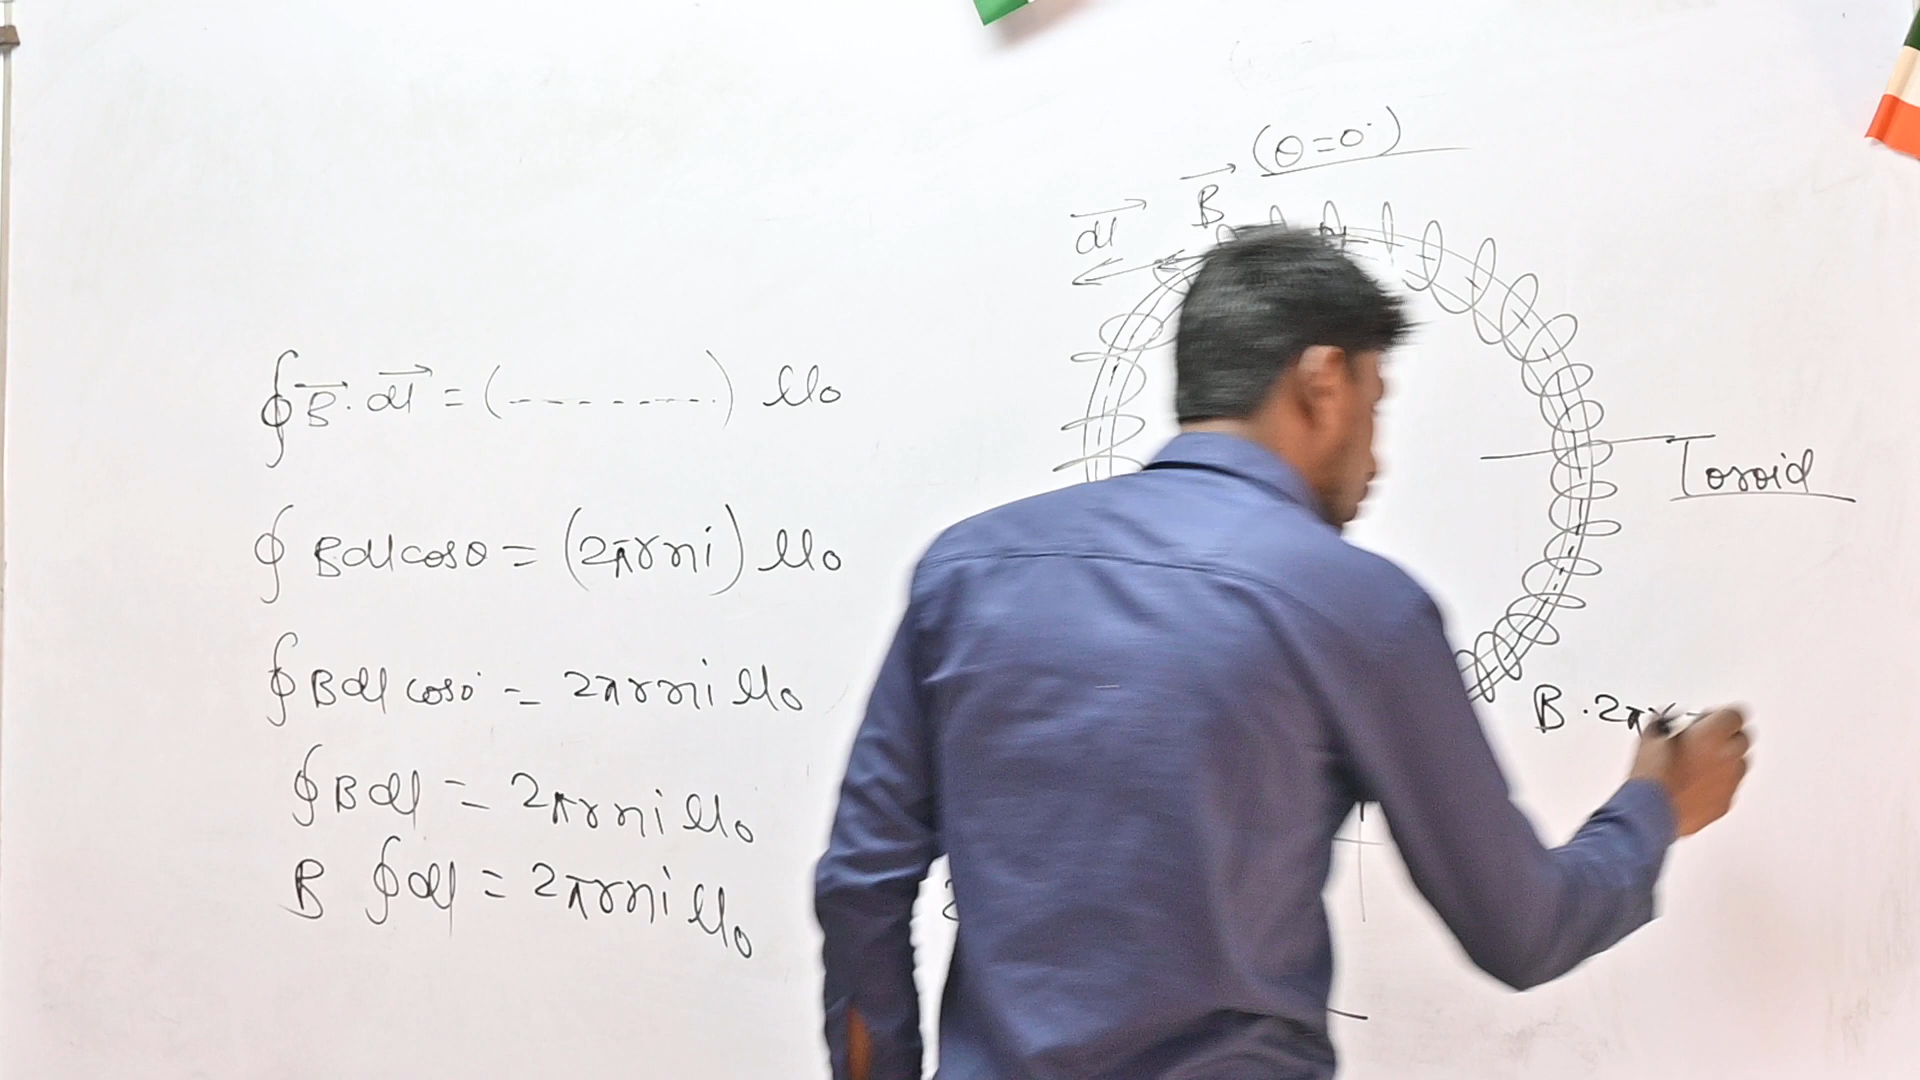 ∮ B⃗ · dl⃗ = (----------) μ₀
∮ Bdl cosθ = (2πrni) μ₀
∮ Bdl cos0° = 2πrni μ₀
∮ Bdl = 2πrni μ₀
B ∮ dl = 2πrni μ₀
(θ=0°)
dl⃗ B⃗
Toroid
B · 2πr